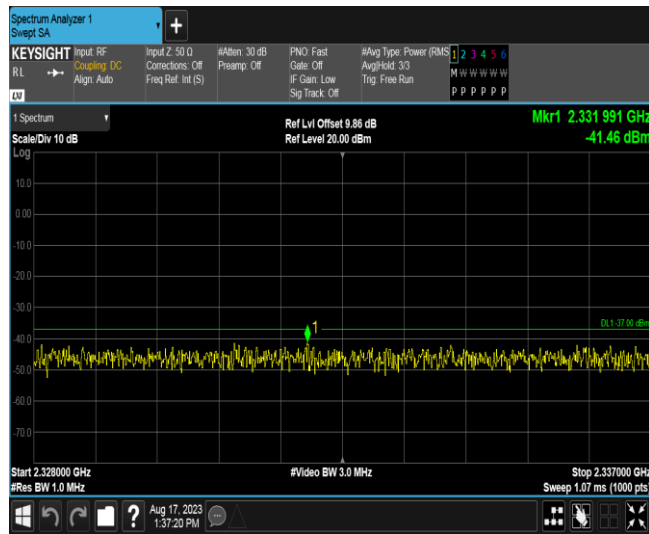 Spectrum Analyzer 1
Swept SA
+
KEYSIGHT
RL
LXI
Input: RF
Coupling: DC
Align: Auto
Input Z: 50 Ω
Corrections: Off
Freq Ref: Int (S)
#Atten: 30 dB
Preamp: Off
PNO: Fast
Gate: Off
IF Gain: Low
Sig Track: Off
#Avg Type: Power (RMS
Avg|Hold: 3/3
Trig: Free Run
1 2 3 4 5 6
M W W W W W
P P P P P P
1 Spectrum
Scale/Div 10 dB
Log
Ref Lvl Offset 9.86 dB
Ref Level 20.00 dBm
Mkr1 2.331 991 GHz
-41.46 dBm
10.0
0.00
-10.0
-20.0
-30.0
DL1 -37.00 dBm
1
-40.0
-50.0
-60.0
-70.0
Start 2.328000 GHz
#Res BW 1.0 MHz
#Video BW 3.0 MHz
Stop 2.337000 GHz
Sweep 1.07 ms (1000 pts)
?
Aug 17, 2023
1:37:20 PM